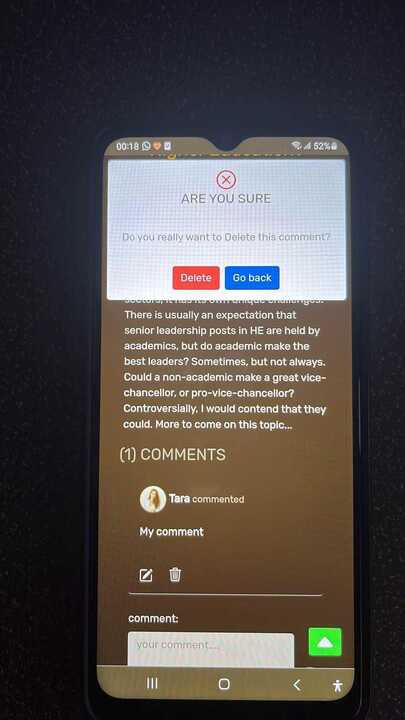 00:18 52%
ARE YOU SURE
Do you really want to Delete this comment?
Delete Go back
sectors, it has its own unique challenges.
There is usually an expectation that
senior leadership posts in HE are held by
academics, but do academic make the
best leaders? Sometimes, but not always.
Could a non-academic make a great vice-
chancellor, or pro-vice-chancellor?
Controversially, I would contend that they
could. More to come on this topic...
(1) COMMENTS
Tara commented
My comment
comment:
your comment....